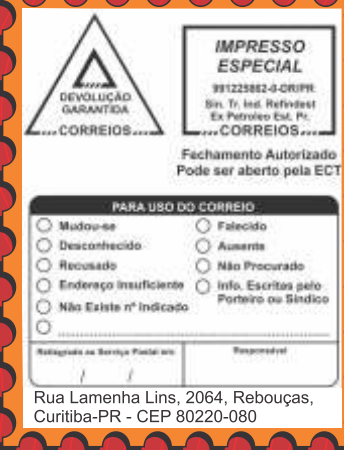 DEVOLUÇÃO
GARANTIDA
CORREIOS
IMPRESSO
ESPECIAL
991225862-0-DR/PR
Sin. Tr. Ind. Refindest
Ex Petroleo Est. Pr.
CORREIOS
Fechamento Autorizado
Pode ser aberto pela ECT
PARA USO DO CORREIO
Mudou-se
Desconhecido
Recusado
Endereço Insuficiente
Não Existe nº Indicado
Falecido
Ausente
Não Procurado
Info. Escritas pelo
Porteiro ou Síndico
Reitegrado ao Serviço Postal em:
/ /
Responsável
Rua Lamenha Lins, 2064, Rebouças,
Curitiba-PR - CEP 80220-080